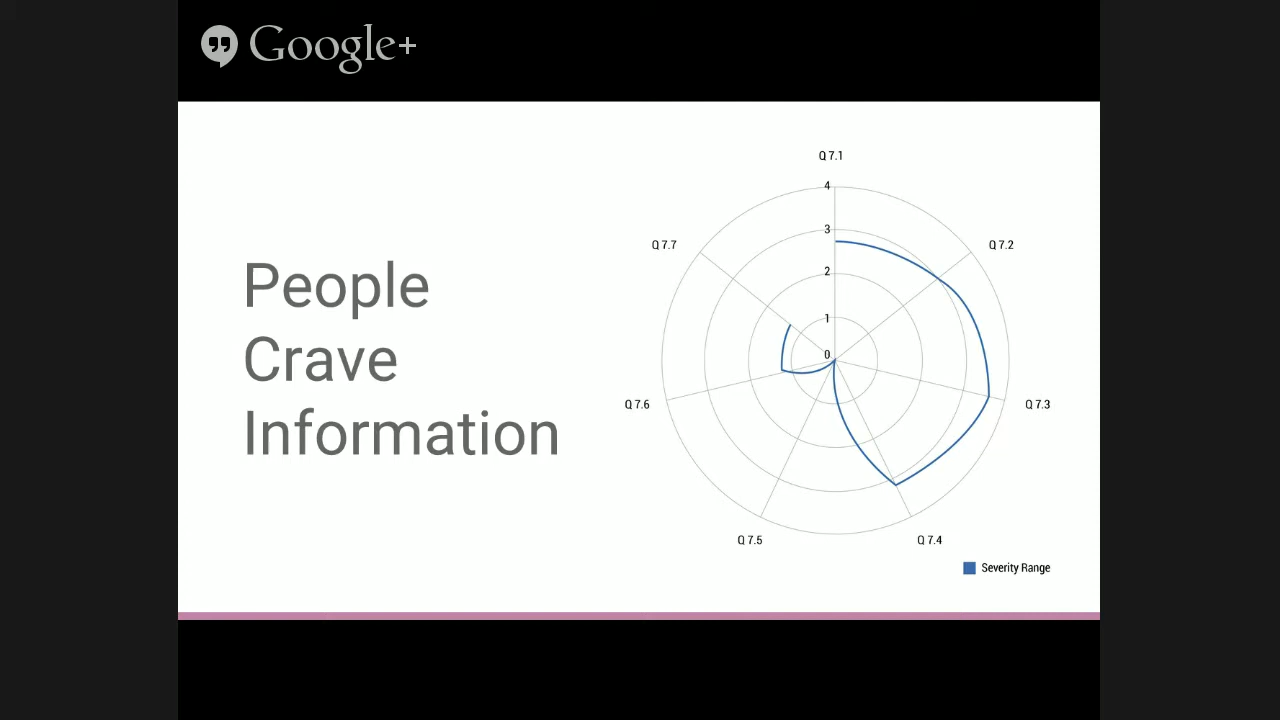 Google+
People
Crave
Information
Q 7.1
4
3
2
1
0
Q 7.2
Q 7.3
Q 7.4
Q 7.5
Q 7.6
Q 7.7
Severity Range